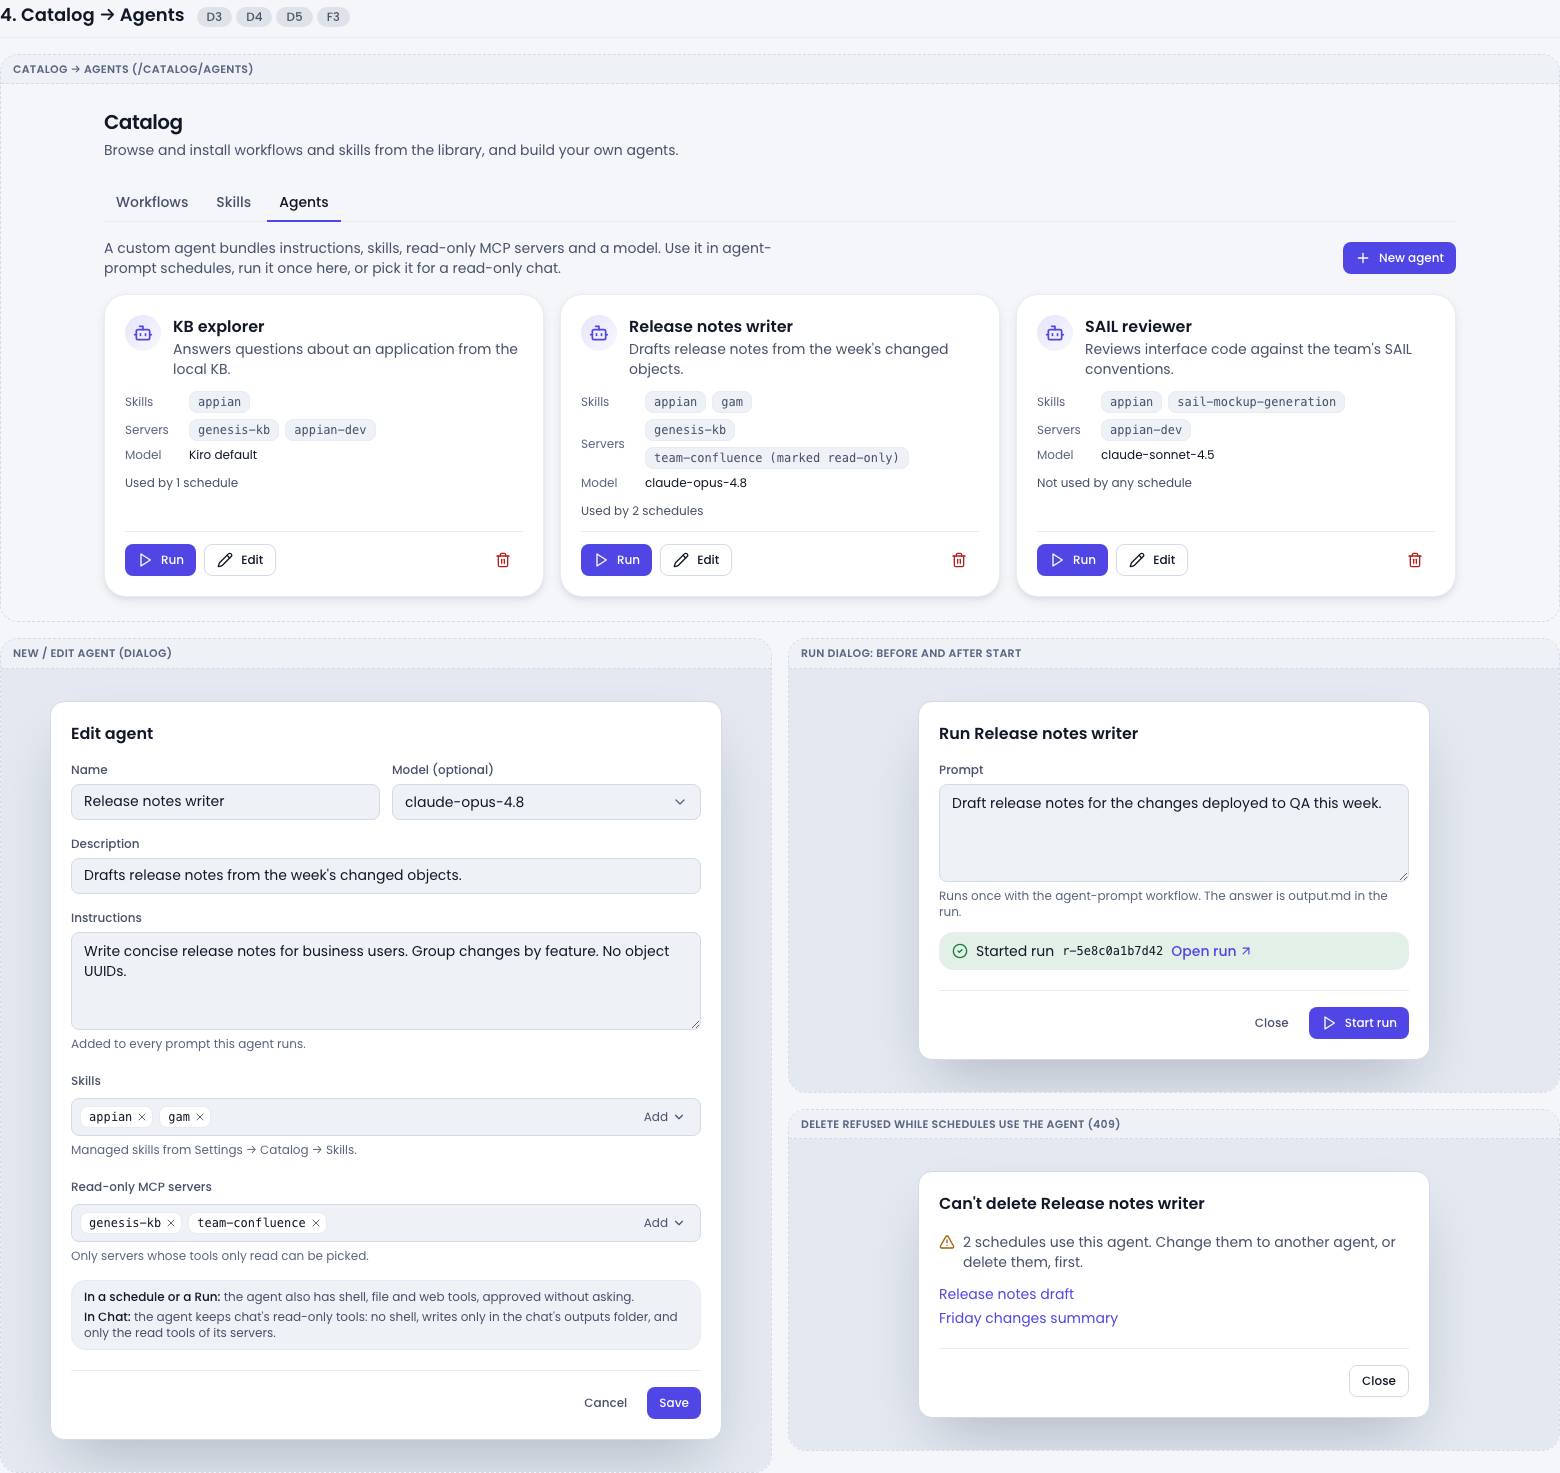 4. Catalog → Agents D3 D4 D5 F3
CATALOG → AGENTS (/CATALOG/AGENTS)
Catalog
Browse and install workflows and skills from the library, and build your own agents.
Workflows Skills Agents
A custom agent bundles instructions, skills, read-only MCP servers and a model. Use it in agent-
prompt schedules, run it once here, or pick it for a read-only chat.
New agent
KB explorer
Answers questions about an application from the
local KB.
Skills appian
Servers genesis-kb appian-dev
Model Kiro default
Used by 1 schedule
Run Edit
Release notes writer
Drafts release notes from the week's changed
objects.
Skills appian gam
Servers genesis-kb
team-confluence (marked read-only)
Model claude-opus-4.8
Used by 2 schedules
Run Edit
SAIL reviewer
Reviews interface code against the team's SAIL
conventions.
Skills appian sail-mockup-generation
Servers appian-dev
Model claude-sonnet-4.5
Not used by any schedule
Run Edit
NEW / EDIT AGENT (DIALOG)
Edit agent
Name Model (optional)
Release notes writer claude-opus-4.8
Description
Drafts release notes from the week's changed objects.
Instructions
Write concise release notes for business users. Group changes by feature. No object
UUIDs.
Added to every prompt this agent runs.
Skills
appian × gam × Add
Managed skills from Settings → Catalog → Skills.
Read-only MCP servers
genesis-kb × team-confluence × Add
Only servers whose tools only read can be picked.
In a schedule or a Run: the agent also has shell, file and web tools, approved without asking.
In Chat: the agent keeps chat's read-only tools: no shell, writes only in the chat's outputs folder, and
only the read tools of its servers.
Cancel Save
RUN DIALOG: BEFORE AND AFTER START
Run Release notes writer
Prompt
Draft release notes for the changes deployed to QA this week.
Runs once with the agent-prompt workflow. The answer is output.md in the
run.
Started run r-5e8c0a1b7d42 Open run ↗
Close Start run
DELETE REFUSED WHILE SCHEDULES USE THE AGENT (409)
Can't delete Release notes writer
2 schedules use this agent. Change them to another agent, or
delete them, first.
Release notes draft
Friday changes summary
Close